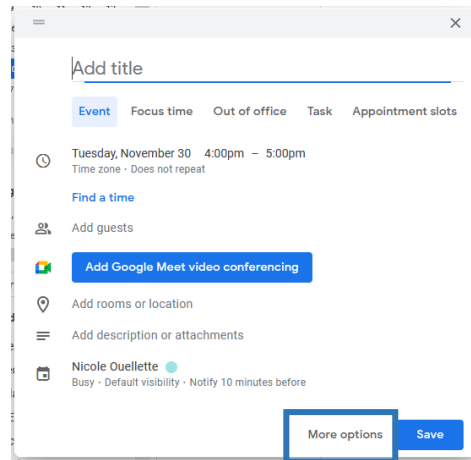 Add title
Event Focus time Out of office Task Appointment slots
Tuesday, November 30 4:00pm – 5:00pm
Time zone · Does not repeat
Find a time
Add guests
Add Google Meet video conferencing
Add rooms or location
Add description or attachments
Nicole Ouellette
Busy · Default visibility · Notify 10 minutes before
More options Save